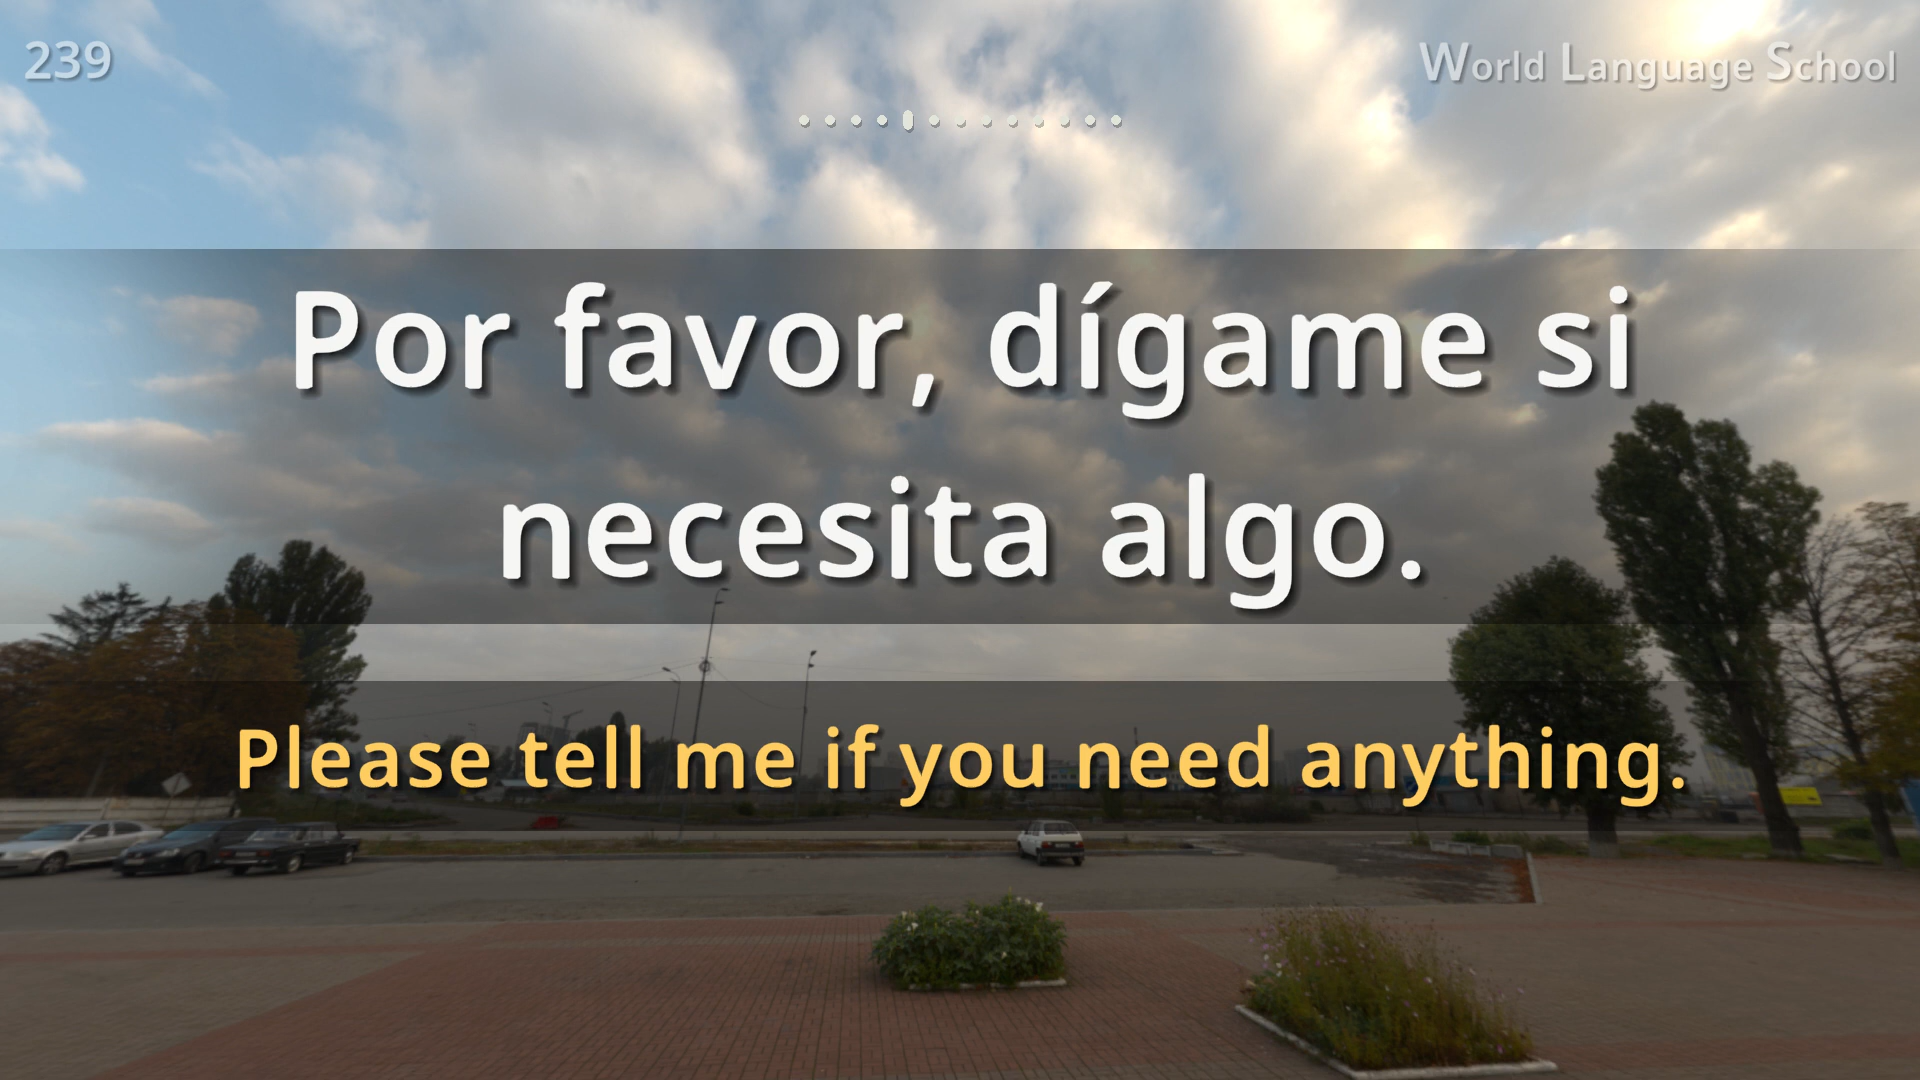 239
World Language School
Por favor, dígame si
necesita algo.
Please tell me if you need anything.